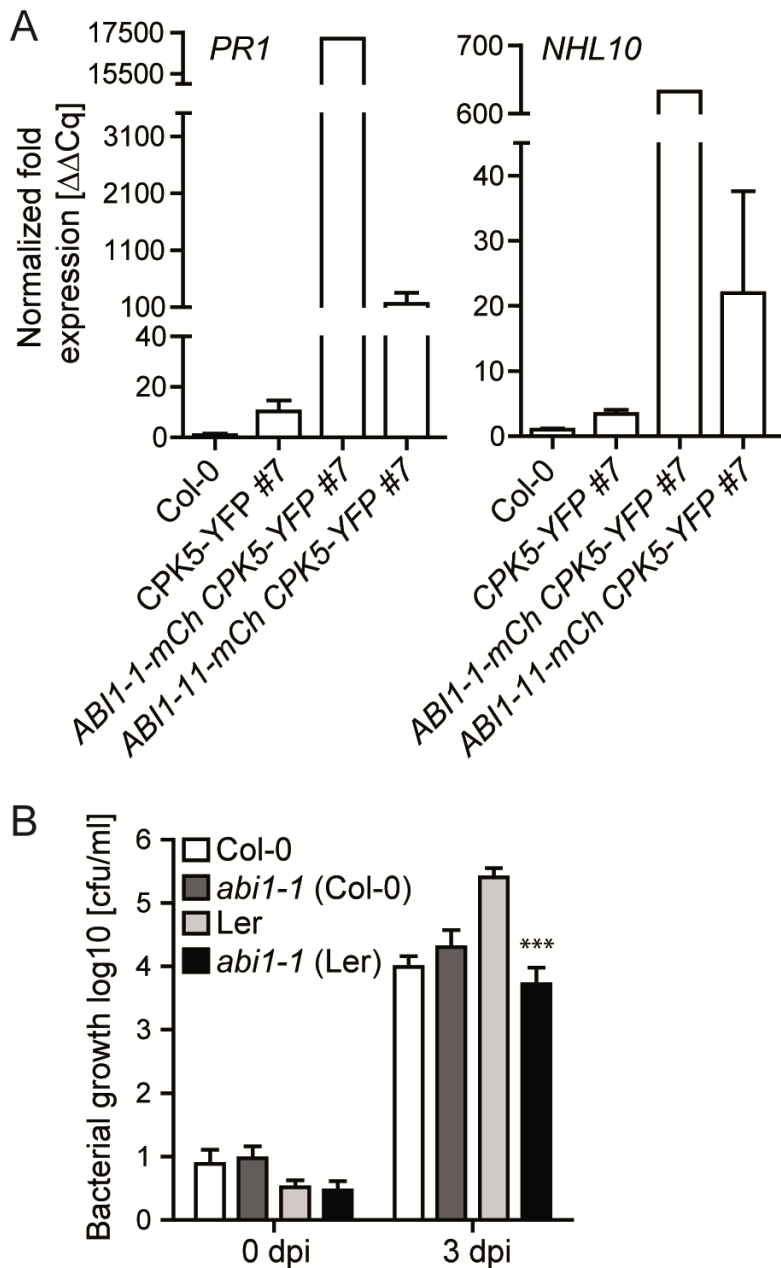 A
PR1
NHL10
Normalized fold
expression [ΔΔCq]
17500
15500
3100
2100
1100
100
40
20
0
700
600
40
30
20
10
0
Col-0
CPK5-YFP #7
ABI1-1-mCh CPK5-YFP #7
ABI1-11-mCh CPK5-YFP #7
Col-0
CPK5-YFP #7
ABI1-1-mCh CPK5-YFP #7
ABI1-11-mCh CPK5-YFP #7
B
Bacterial growth log10 [cfu/ml]
6
5
4
3
2
1
0
Col-0
abi1-1 (Col-0)
Ler
abi1-1 (Ler)
***
0 dpi
3 dpi